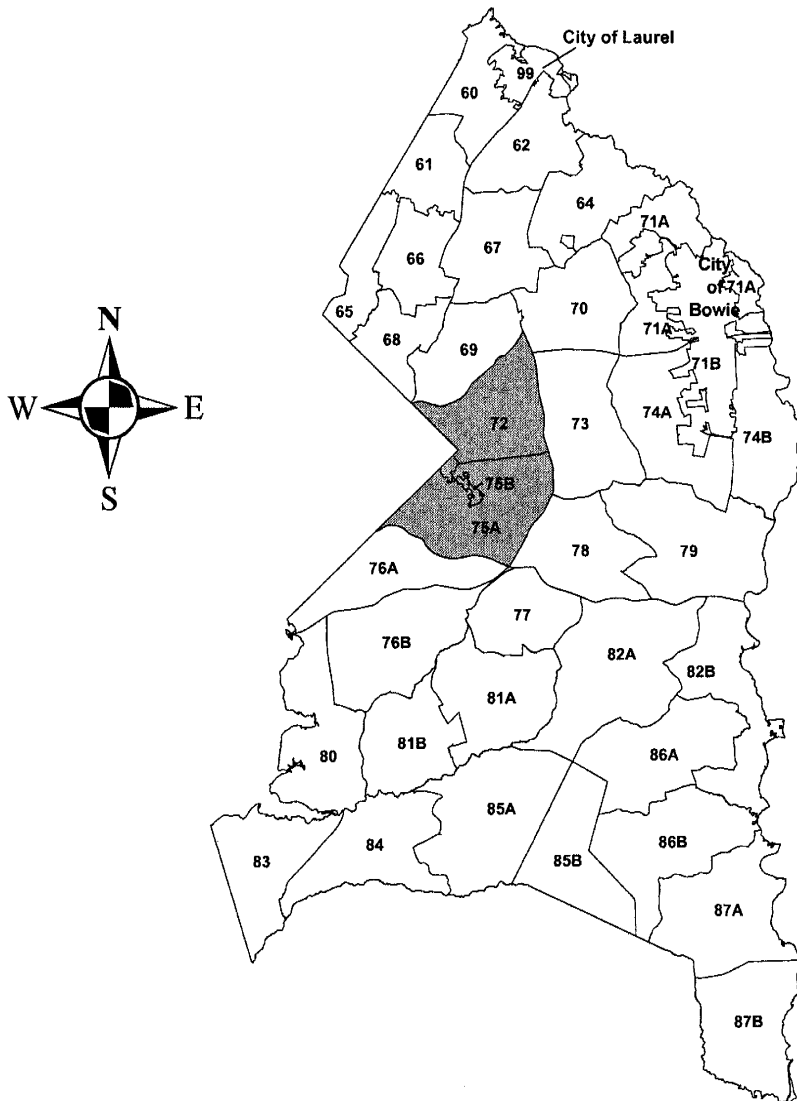 City of Laurel
99
60
62
61
64
71A
66
67
City
of
71A
Bowie
65
70
68
71A
69
71B
N
W
E
S
72
73
74A
74B
75B
75A
76A
78
79
77
76B
82A
82B
81A
80
81B
86A
85A
84
83
85B
86B
87A
87B